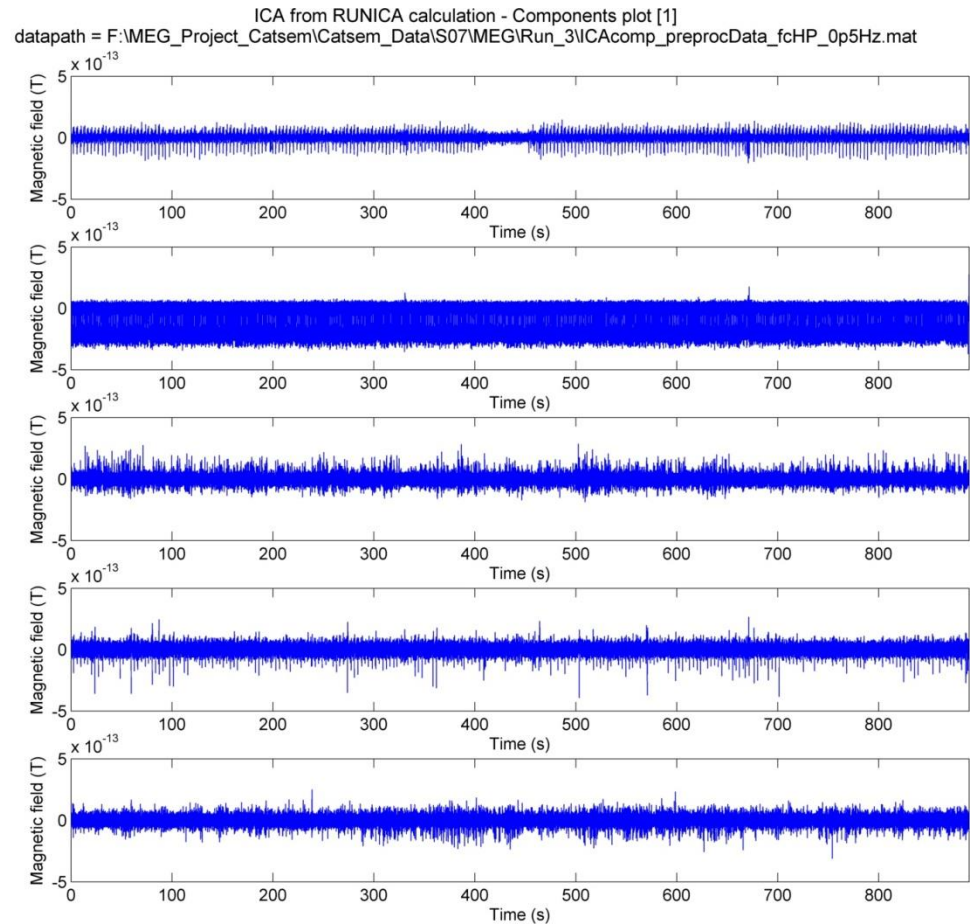 ICA from RUNICA calculation - Components plot [1]
datapath = F:\MEG_Project_Catsem\Catsem_Data\S07\MEG\Run_3\ICAcomp_preprocData_fcHP_0p5Hz.mat
x 10^-13
Magnetic field (T)
5
0
-5
0 100 200 300 400 500 600 700 800
Time (s)
x 10^-13
Magnetic field (T)
5
0
-5
0 100 200 300 400 500 600 700 800
Time (s)
x 10^-13
Magnetic field (T)
5
0
-5
0 100 200 300 400 500 600 700 800
Time (s)
x 10^-13
Magnetic field (T)
5
0
-5
0 100 200 300 400 500 600 700 800
Time (s)
x 10^-13
Magnetic field (T)
5
0
-5
0 100 200 300 400 500 600 700 800
Time (s)